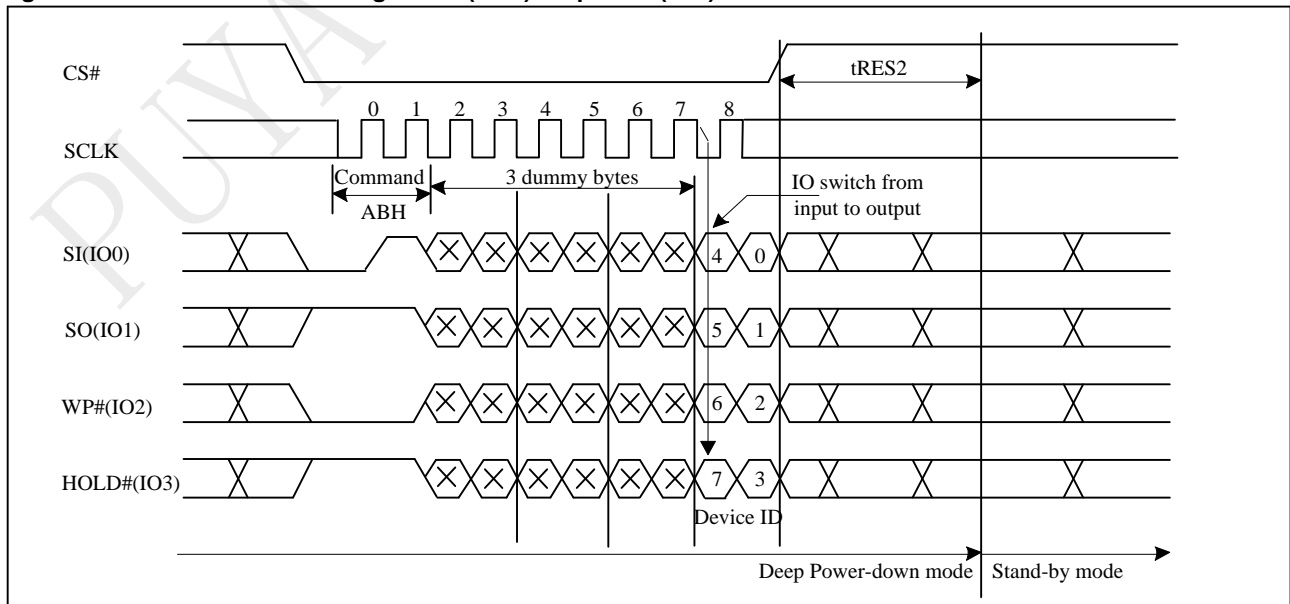 PUYA
CS#
tRES2
0 1 2 3 4 5 6 7 8
SCLK
Command
3 dummy bytes
IO switch from
input to output
ABH
SI(IO0)
4 0
SO(IO1)
5 1
WP#(IO2)
6 2
HOLD#(IO3)
7 3
Device ID
Deep Power-down mode
Stand-by mode